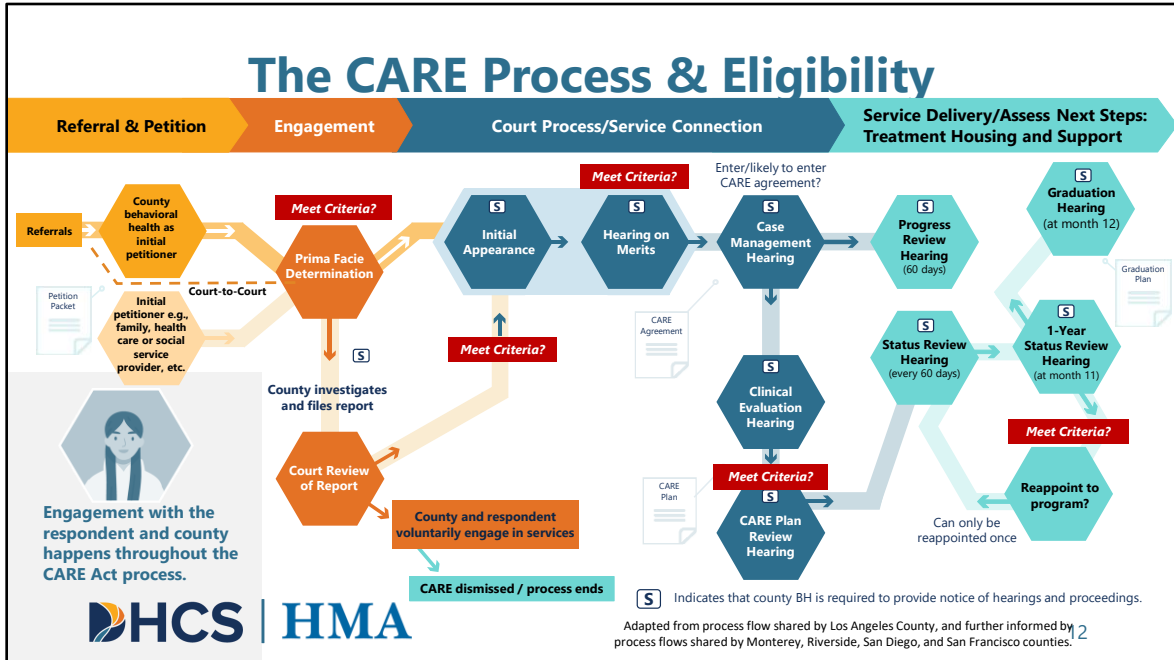 The CARE Process & Eligibility
Referral & Petition
Engagement
Court Process/Service Connection
Service Delivery/Assess Next Steps:
Treatment Housing and Support
Referrals
County
behavioral
health as
initial
petitioner
Court-to-Court
Petition
Packet
Initial
petitioner e.g.,
family, health
care or social
service
provider, etc.
Meet Criteria?
Prima Facie
Determination
S
County investigates
and files report
Court Review
of Report
County and respondent
voluntarily engage in services
CARE dismissed / process ends
Meet Criteria?
S
Initial
Appearance
Meet Criteria?
S
Hearing on
Merits
Enter/likely to enter
CARE agreement?
S
Case
Management
Hearing
CARE
Agreement
S
Clinical
Evaluation
Hearing
Meet Criteria?
CARE
Plan
S
CARE Plan
Review
Hearing
S
Progress
Review
Hearing
(60 days)
S
Status Review
Hearing
(every 60 days)
S
Graduation
Hearing
(at month 12)
Graduation
Plan
S
1-Year
Status Review
Hearing
(at month 11)
Meet Criteria?
Reappoint to
program?
Can only be
reappointed once
Engagement with the
respondent and county
happens throughout the
CARE Act process.
DHCS | HMA
S Indicates that county BH is required to provide notice of hearings and proceedings.
Adapted from process flow shared by Los Angeles County, and further informed by
process flows shared by Monterey, Riverside, San Diego, and San Francisco counties.
12